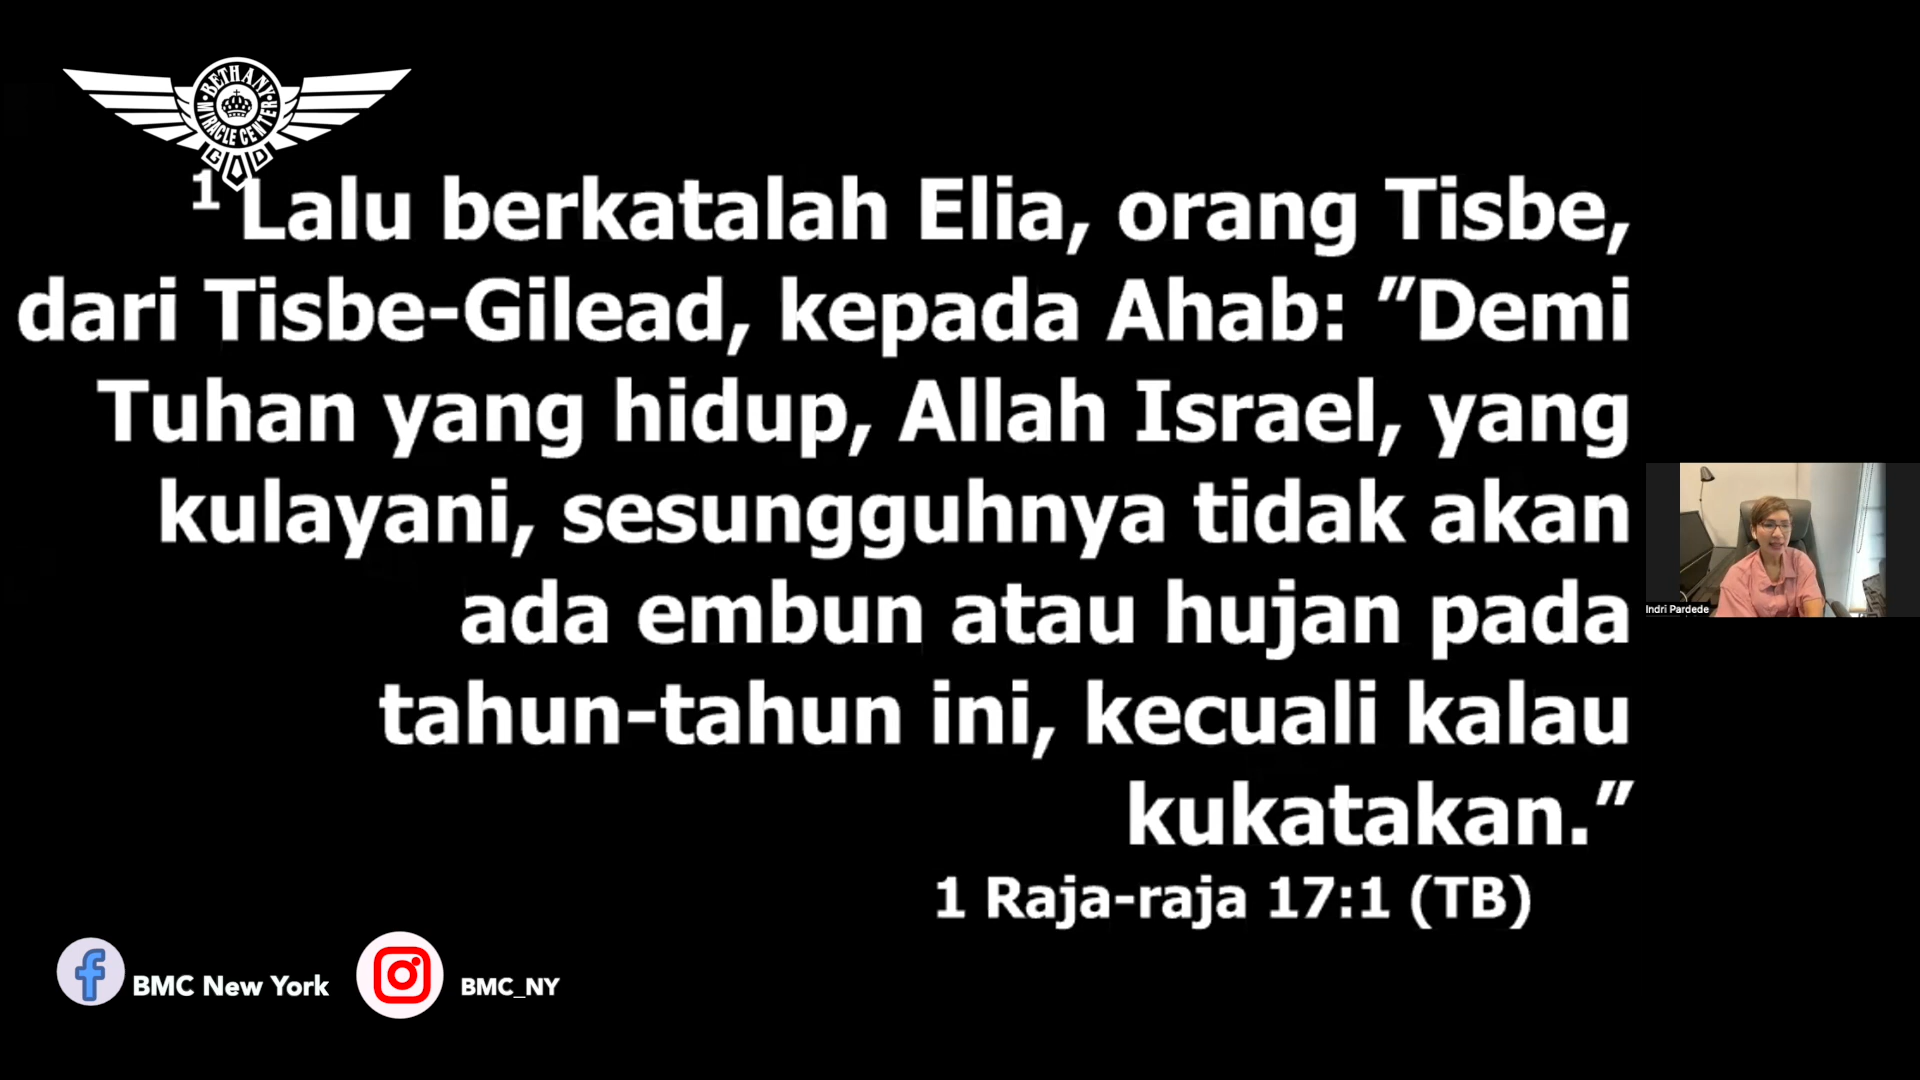 BETHANY
MIRACLE CENTER
GAD
1 Lalu berkatalah Elia, orang Tisbe,
dari Tisbe-Gilead, kepada Ahab: ”Demi
Tuhan yang hidup, Allah Israel, yang
kulayani, sesungguhnya tidak akan
ada embun atau hujan pada
tahun-tahun ini, kecuali kalau
kukatakan.”
1 Raja-raja 17:1 (TB)
Indri Pardede
BMC New York
BMC_NY